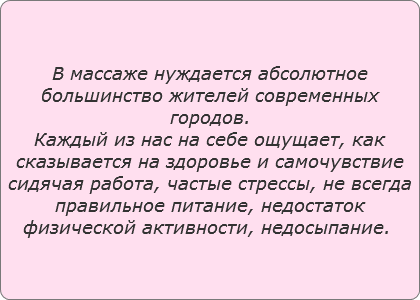 В массаже нуждается абсолютное
большинство жителей современных
городов.
Каждый из нас на себе ощущает, как
сказывается на здоровье и самочувствие
сидячая работа, частые стрессы, не всегда
правильное питание, недостаток
физической активности, недосыпание.